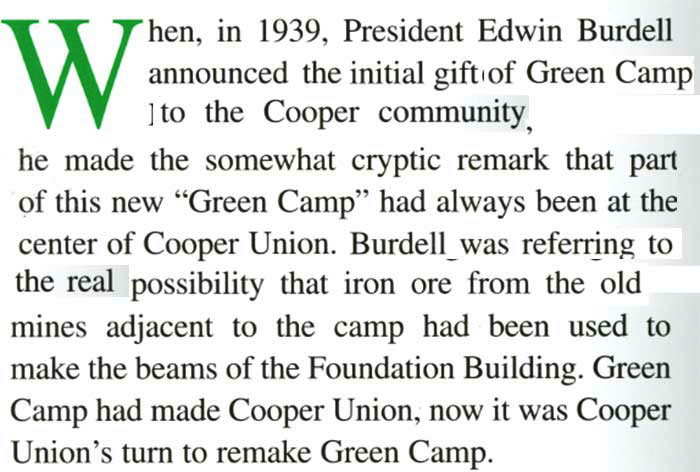 When, in 1939, President Edwin Burdell
announced the initial gift of Green Camp
to the Cooper community,
he made the somewhat cryptic remark that part
of this new “Green Camp” had always been at the
center of Cooper Union. Burdell was referring to
the real possibility that iron ore from the old
mines adjacent to the camp had been used to
make the beams of the Foundation Building. Green
Camp had made Cooper Union, now it was Cooper
Union’s turn to remake Green Camp.